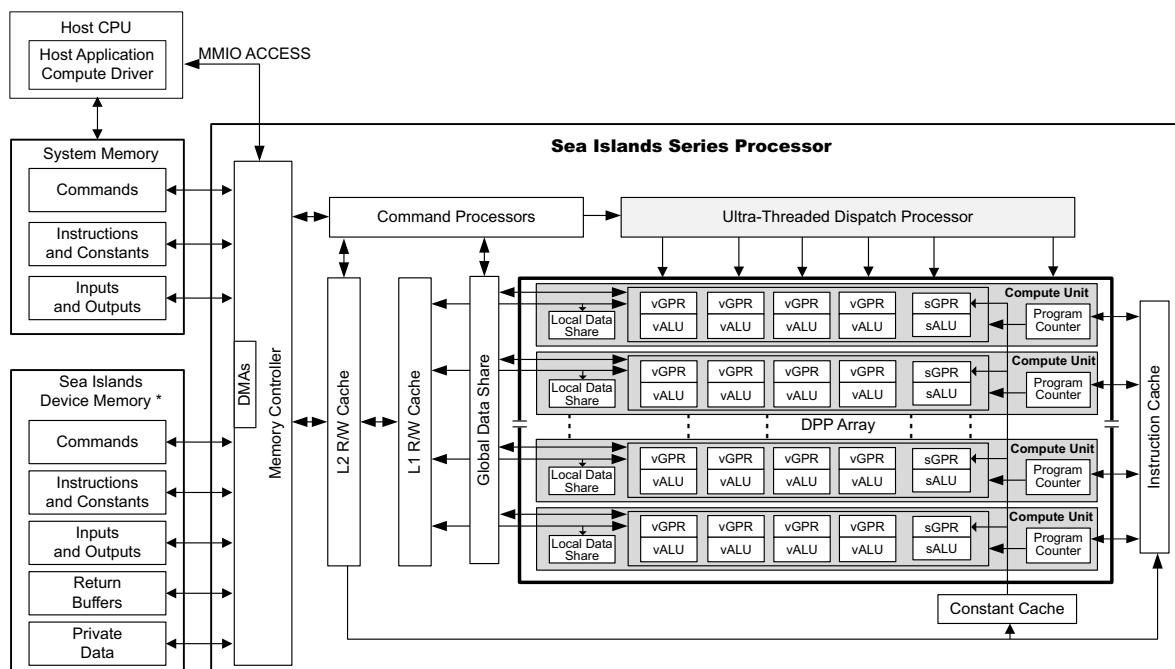 Host CPU
Host Application
Compute Driver
MMIO ACCESS
System Memory
Commands
Instructions
and Constants
Inputs
and Outputs
Sea Islands
Device Memory *
Commands
Instructions
and Constants
Inputs
and Outputs
Return
Buffers
Private
Data
Sea Islands Series Processor
DMAs
Memory Controller
Command Processors
Ultra-Threaded Dispatch Processor
L2 R/W Cache
L1 R/W Cache
Global Data Share
Compute Unit
Local Data
Share
vGPR vGPR vGPR vGPR sGPR
vALU vALU vALU vALU sALU
Program
Counter
Compute Unit
Local Data
Share
vGPR vGPR vGPR vGPR sGPR
vALU vALU vALU vALU sALU
Program
Counter
DPP Array
Compute Unit
Local Data
Share
vGPR vGPR vGPR vGPR sGPR
vALU vALU vALU vALU sALU
Program
Counter
Compute Unit
Local Data
Share
vGPR vGPR vGPR vGPR sGPR
vALU vALU vALU vALU sALU
Program
Counter
Instruction Cache
Constant Cache